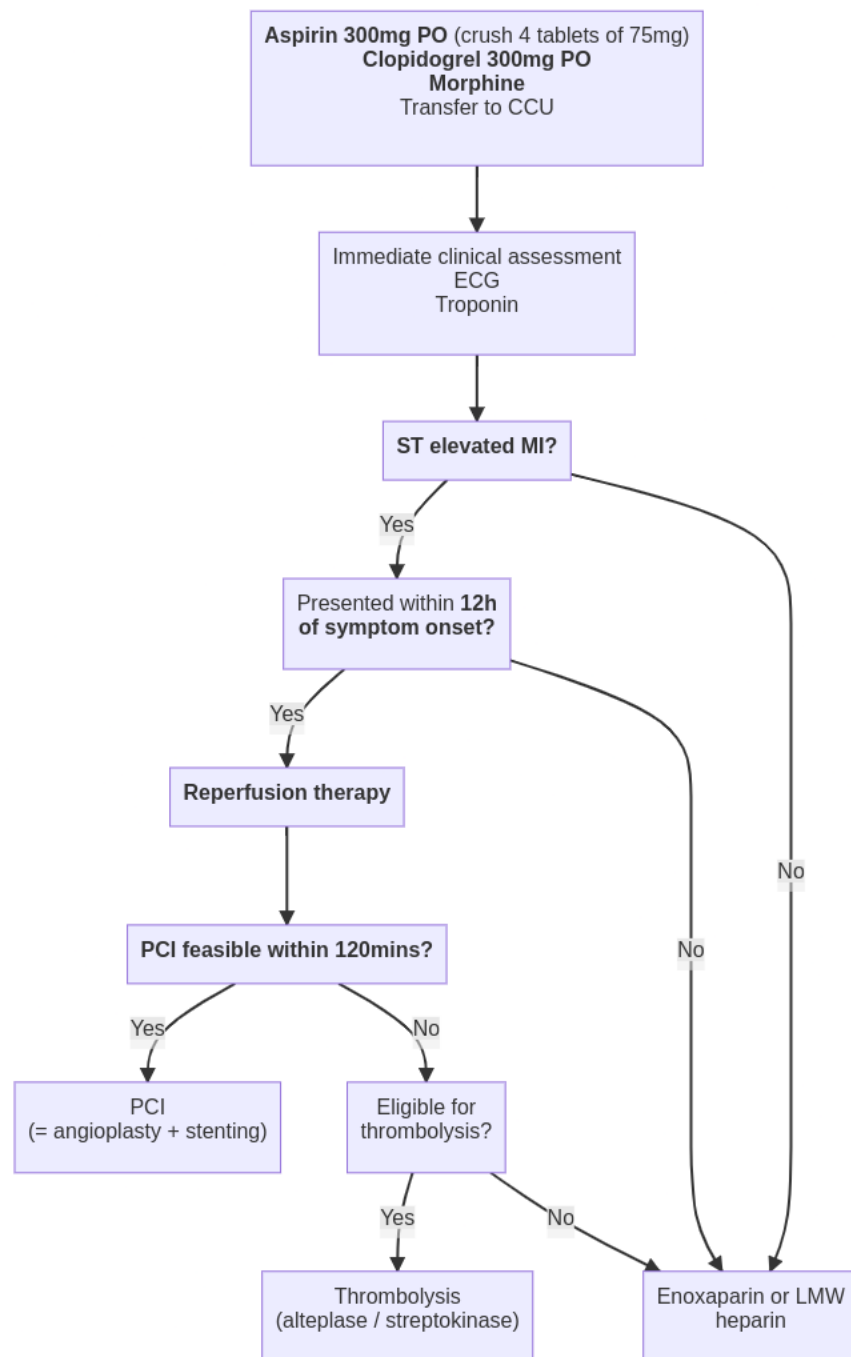 Aspirin 300mg PO (crush 4 tablets of 75mg)
Clopidogrel 300mg PO
Morphine
Transfer to CCU
Immediate clinical assessment
ECG
Troponin
ST elevated MI?
Yes
Presented within 12h
of symptom onset?
Yes
Reperfusion therapy
No
PCI feasible within 120mins?
No
Yes
No
PCI
(= angioplasty + stenting)
Eligible for
thrombolysis?
Yes
No
Thrombolysis
(alteplase / streptokinase)
Enoxaparin or LMW
heparin